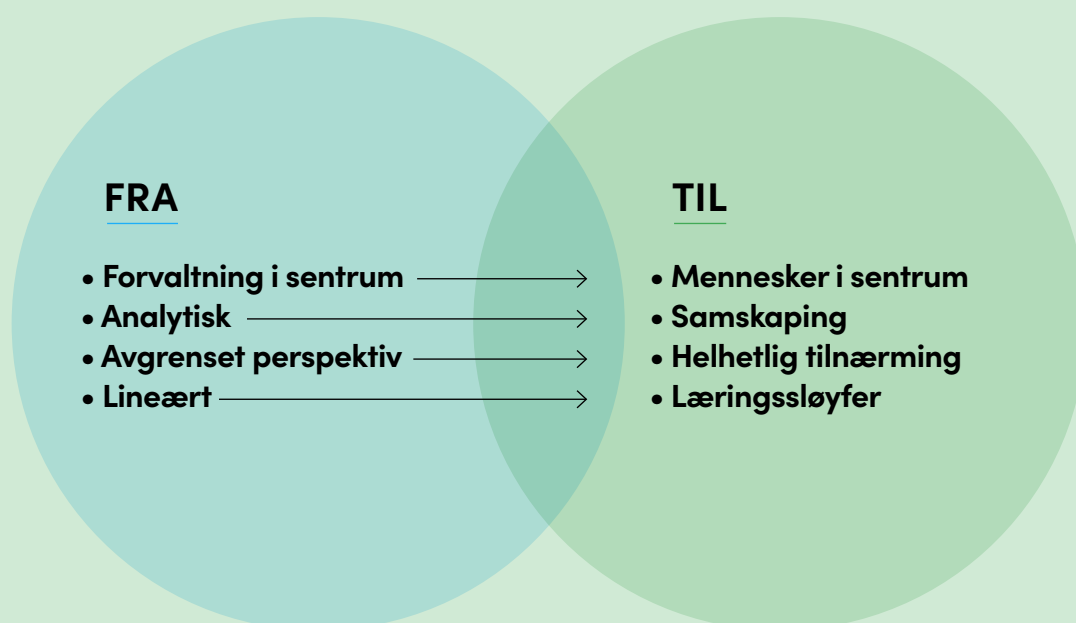 FRA
• Forvaltning i sentrum
• Analytisk
• Avgrenset perspektiv
• Lineært
TIL
• Mennesker i sentrum
• Samskaping
• Helhetlig tilnærming
• Læringssløyfer